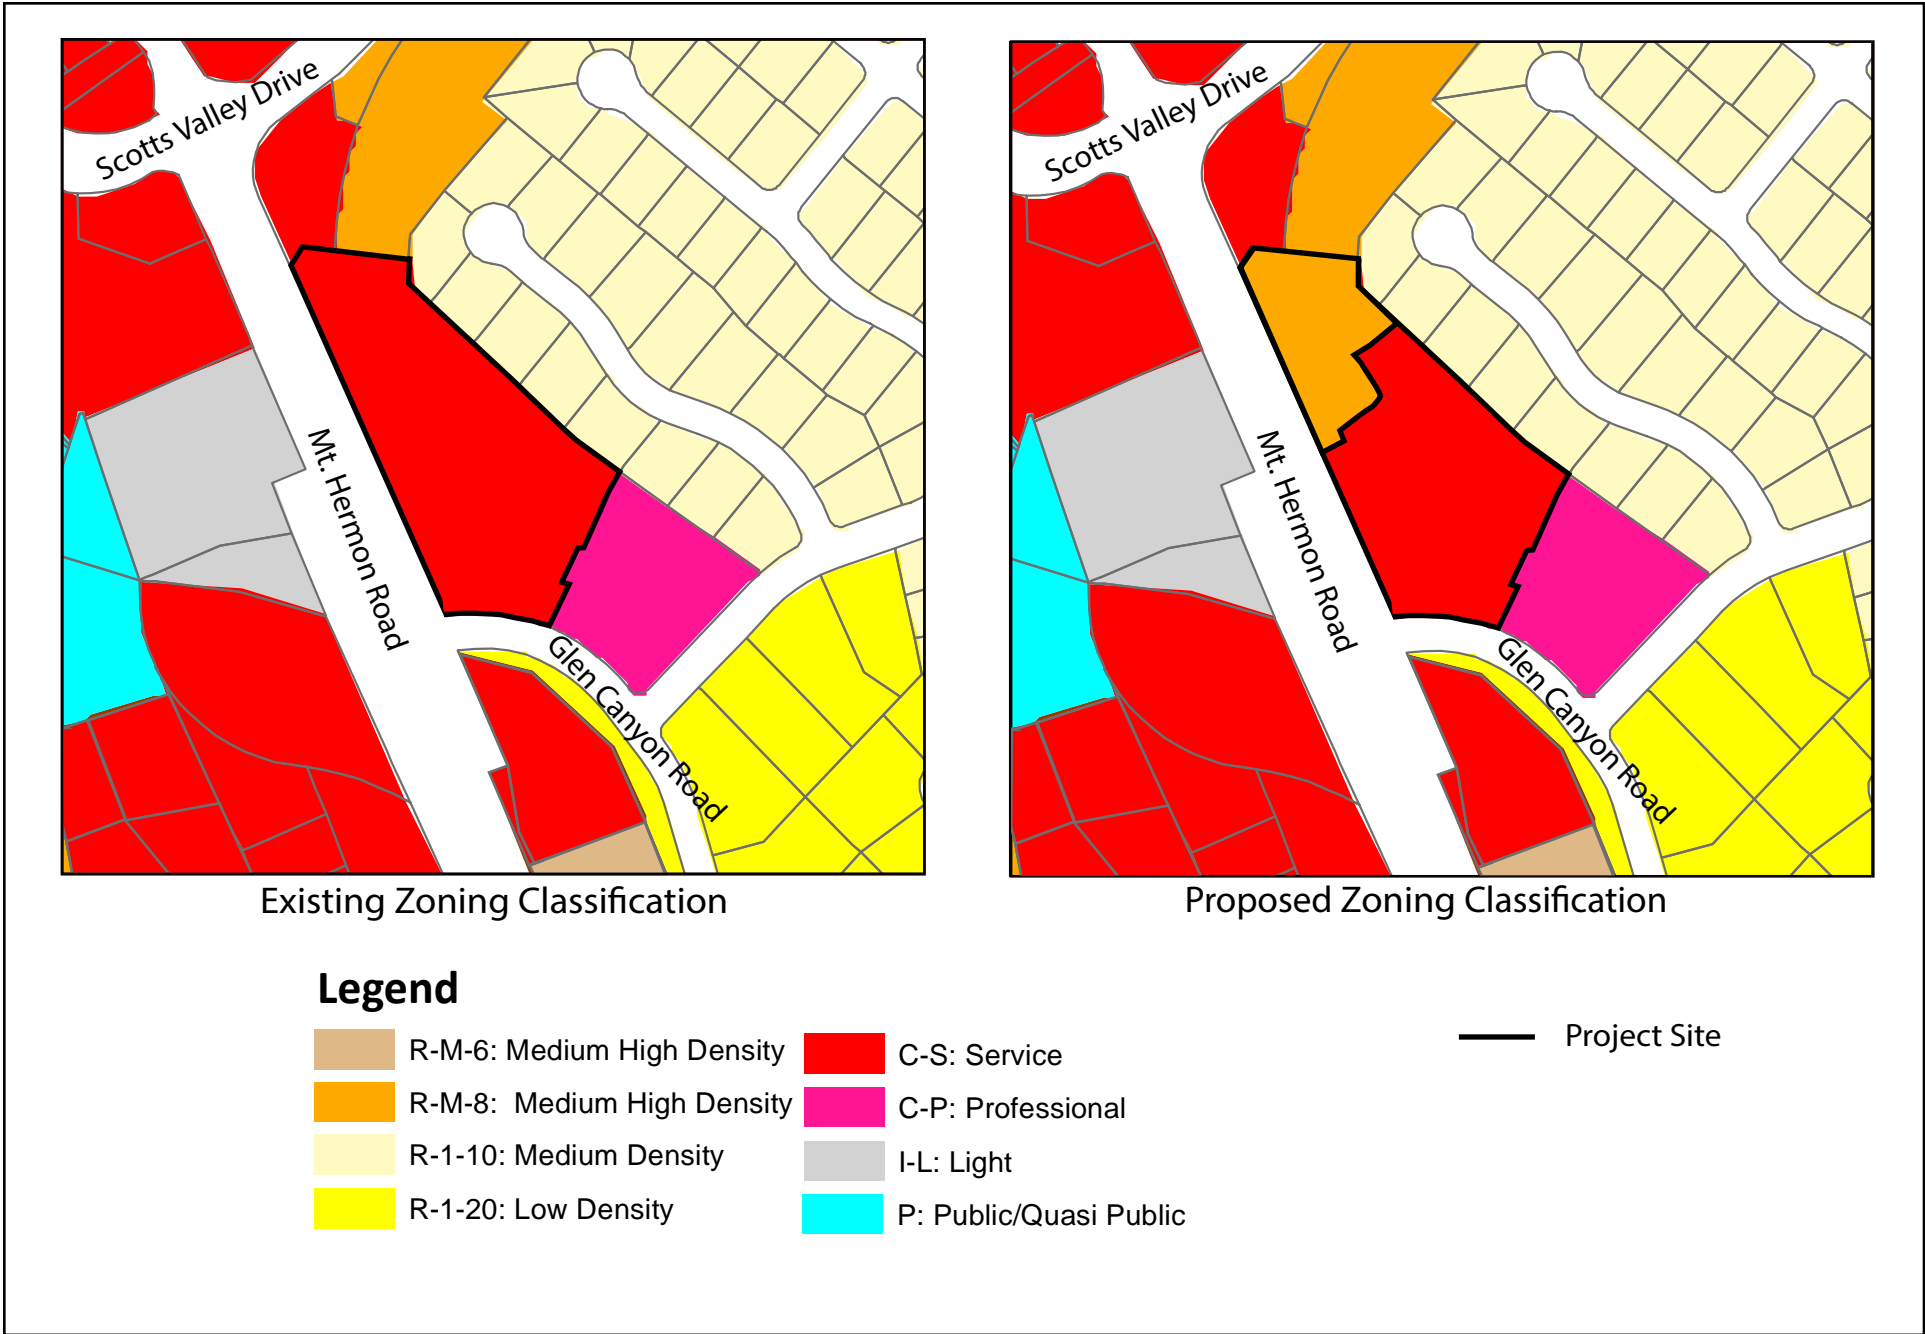 Scotts Valley Drive
Mt. Hermon Road
Glen Canyon Road
Existing Zoning Classification
Scotts Valley Drive
Mt. Hermon Road
Glen Canyon Road
Proposed Zoning Classification
Legend
R-M-6: Medium High Density
R-M-8: Medium High Density
R-1-10: Medium Density
R-1-20: Low Density
C-S: Service
C-P: Professional
I-L: Light
P: Public/Quasi Public
Project Site